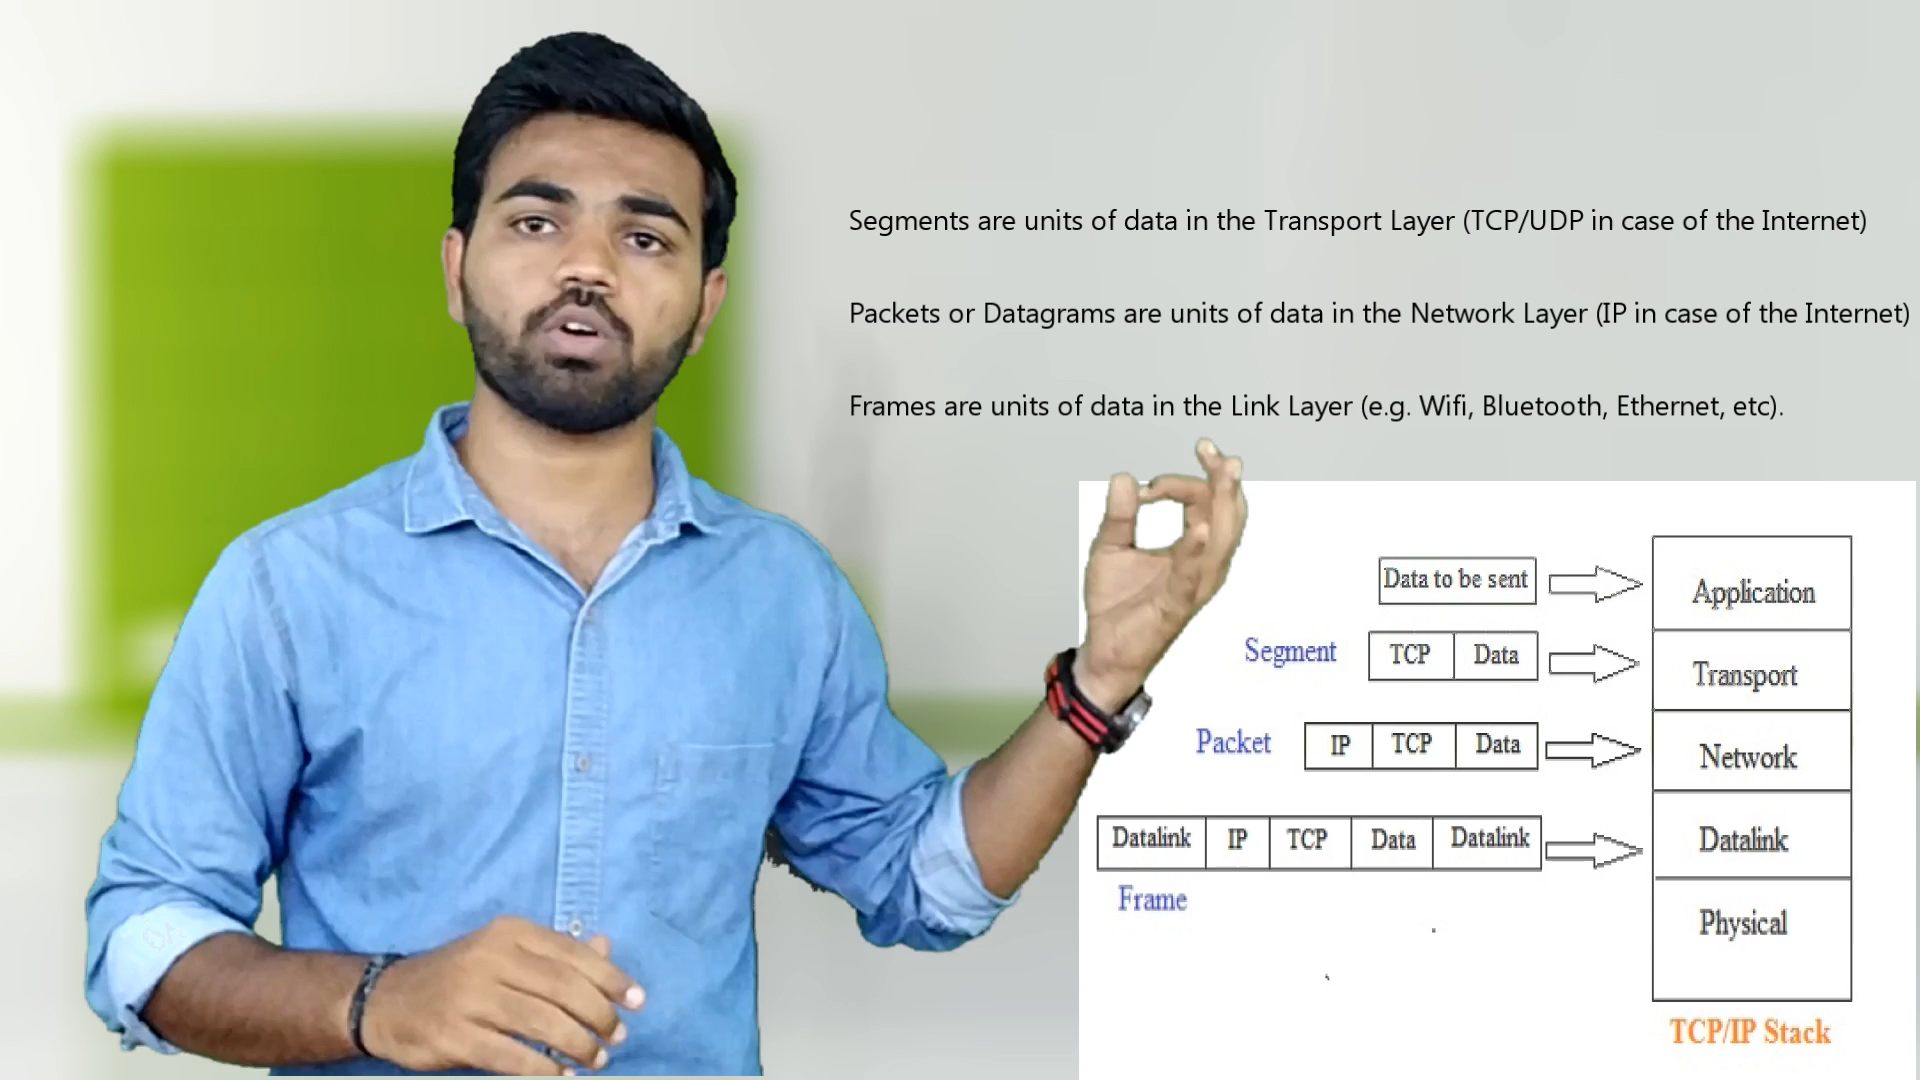 Segments are units of data in the Transport Layer (TCP/UDP in case of the Internet)
Packets or Datagrams are units of data in the Network Layer (IP in case of the Internet)
Frames are units of data in the Link Layer (e.g. Wifi, Bluetooth, Ethernet, etc).
Data to be sent
Application
Segment
TCP
Data
Transport
Packet
IP
TCP
Data
Network
Datalink
IP
TCP
Data
Datalink
Datalink
Frame
Physical
TCP/IP Stack